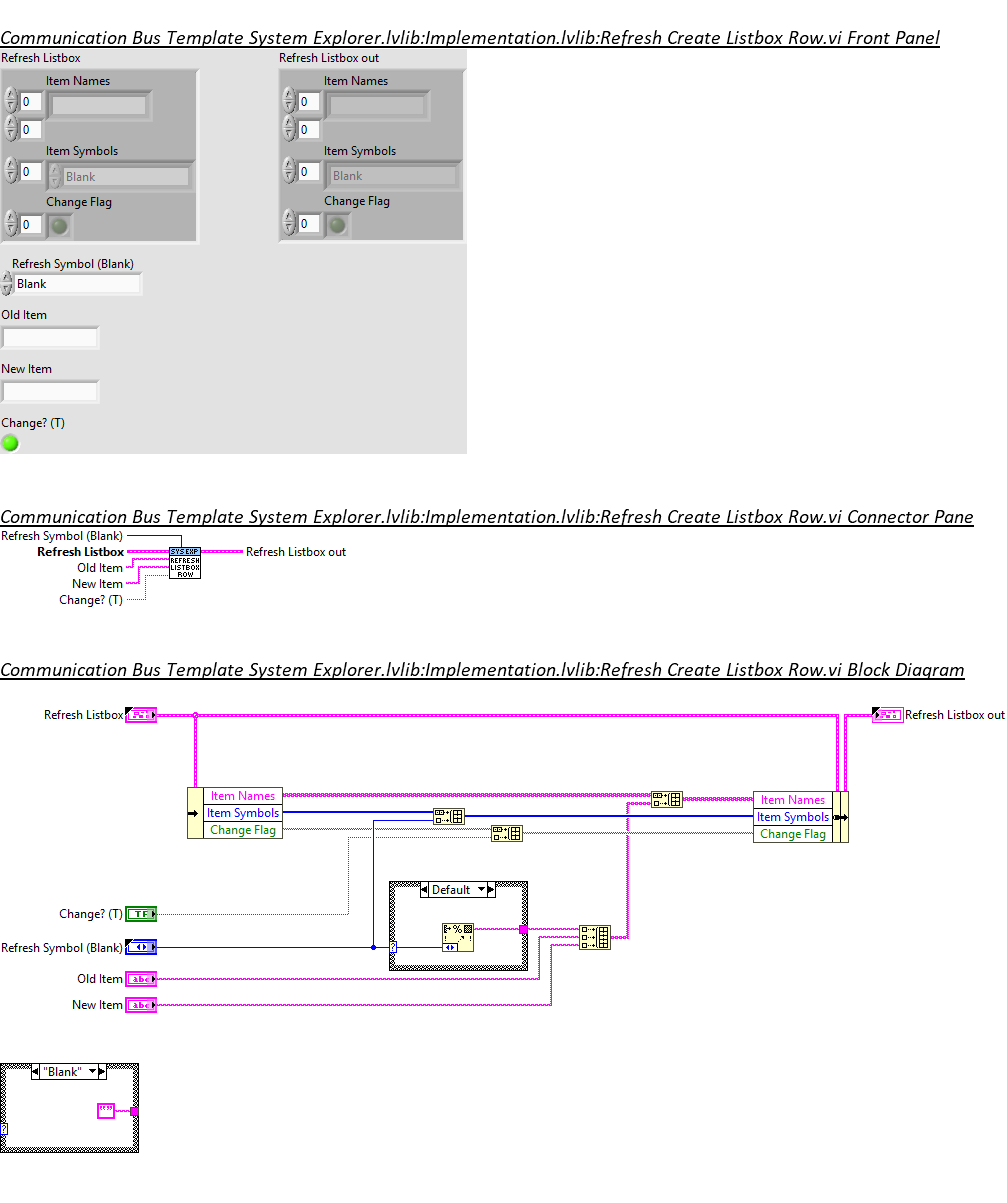 Communication Bus Template System Explorer.lvlib:Implementation.lvlib:Refresh Create Listbox Row.vi Front Panel
Refresh Listbox
Refresh Listbox out
Item Names
Item Names
0
0
0
0
Item Symbols
Item Symbols
0
Blank
0
Blank
Change Flag
Change Flag
0
0
Refresh Symbol (Blank)
Blank
Old Item
New Item
Change? (T)
Communication Bus Template System Explorer.lvlib:Implementation.lvlib:Refresh Create Listbox Row.vi Connector Pane
Refresh Symbol (Blank)
Refresh Listbox
Old Item
New Item
Change? (T)
SYS EXP
REFRESH
LISTBOX
ROW
Refresh Listbox out
Communication Bus Template System Explorer.lvlib:Implementation.lvlib:Refresh Create Listbox Row.vi Block Diagram
Refresh Listbox
Refresh Listbox out
Item Names
Item Symbols
Change Flag
Item Names
Item Symbols
Change Flag
Default
Change? (T)
TF
Refresh Symbol (Blank)
?
%
Old Item
abc
New Item
abc
"Blank"
""
?